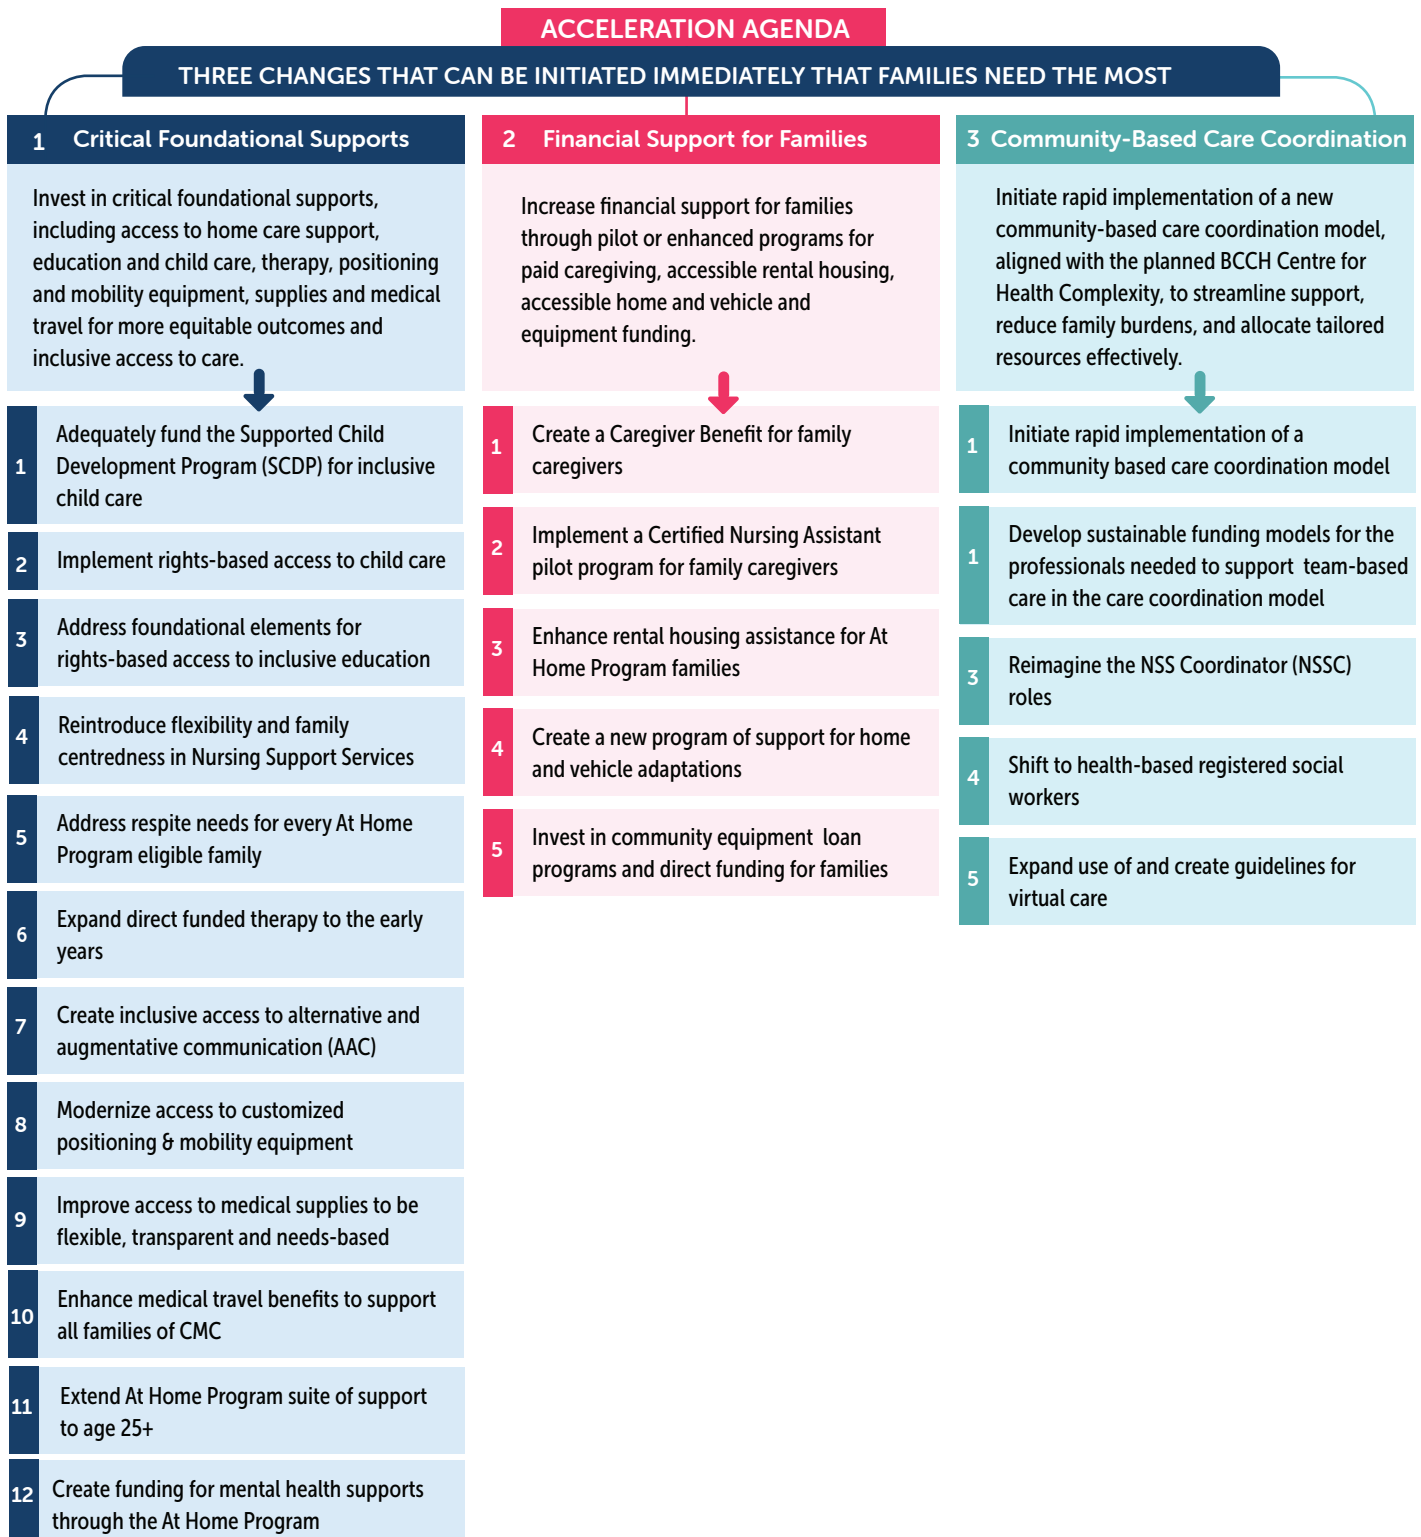 ACCELERATION AGENDA
THREE CHANGES THAT CAN BE INITIATED IMMEDIATELY THAT FAMILIES NEED THE MOST
1 Critical Foundational Supports
Invest in critical foundational supports,
including access to home care support,
education and child care, therapy, positioning
and mobility equipment, supplies and medical
travel for more equitable outcomes and
inclusive access to care.
1 Adequately fund the Supported Child
Development Program (SCDP) for inclusive
child care
2 Implement rights-based access to child care
3 Address foundational elements for
rights-based access to inclusive education
4 Reintroduce flexibility and family
centredness in Nursing Support Services
5 Address respite needs for every At Home
Program eligible family
6 Expand direct funded therapy to the early
years
7 Create inclusive access to alternative and
augmentative communication (AAC)
8 Modernize access to customized
positioning & mobility equipment
9 Improve access to medical supplies to be
flexible, transparent and needs-based
10 Enhance medical travel benefits to support
all families of CMC
11 Extend At Home Program suite of support
to age 25+
12 Create funding for mental health supports
through the At Home Program
2 Financial Support for Families
Increase financial support for families
through pilot or enhanced programs for
paid caregiving, accessible rental housing,
accessible home and vehicle and
equipment funding.
1 Create a Caregiver Benefit for family
caregivers
2 Implement a Certified Nursing Assistant
pilot program for family caregivers
3 Enhance rental housing assistance for At
Home Program families
4 Create a new program of support for home
and vehicle adaptations
5 Invest in community equipment loan
programs and direct funding for families
3 Community-Based Care Coordination
Initiate rapid implementation of a new
community-based care coordination model,
aligned with the planned BCCH Centre for
Health Complexity, to streamline support,
reduce family burdens, and allocate tailored
resources effectively.
1 Initiate rapid implementation of a
community based care coordination model
1 Develop sustainable funding models for the
professionals needed to support team-based
care in the care coordination model
3 Reimagine the NSS Coordinator (NSSC)
roles
4 Shift to health-based registered social
workers
5 Expand use of and create guidelines for
virtual care